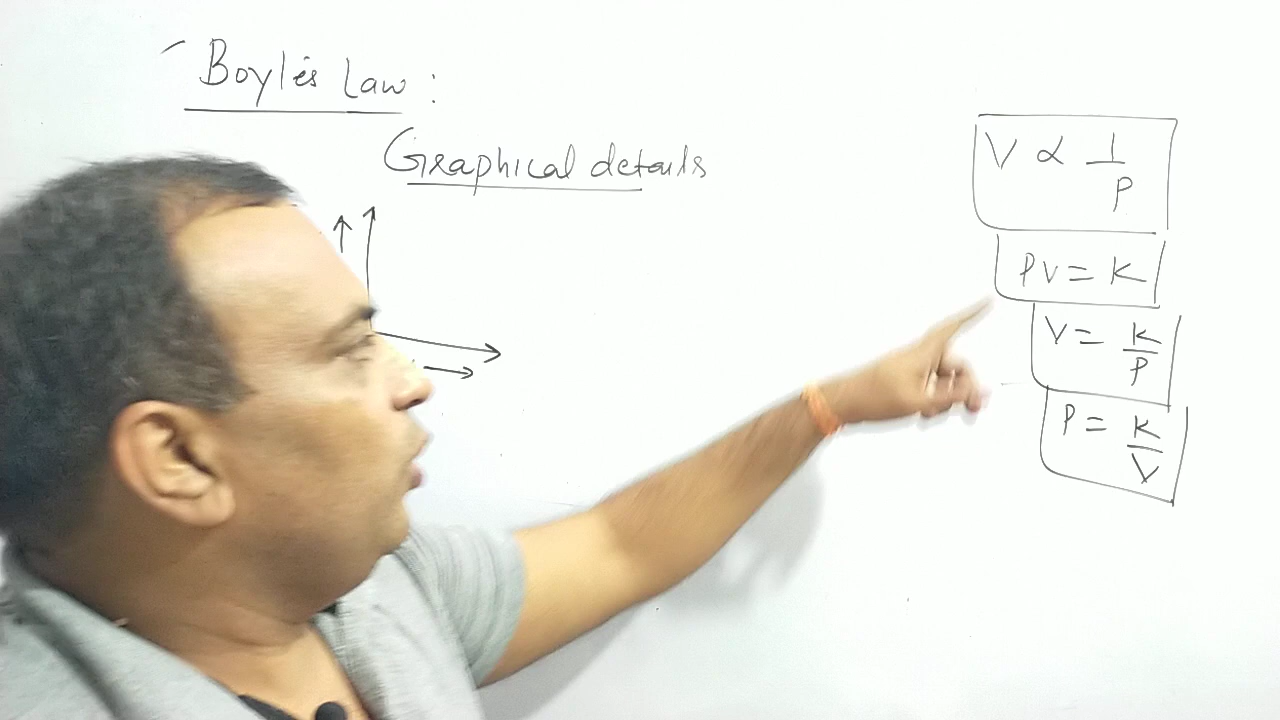 Boyle's Law :
Graphical details
V ∝ 1/P
PV = K
V = K/P
P = K/V